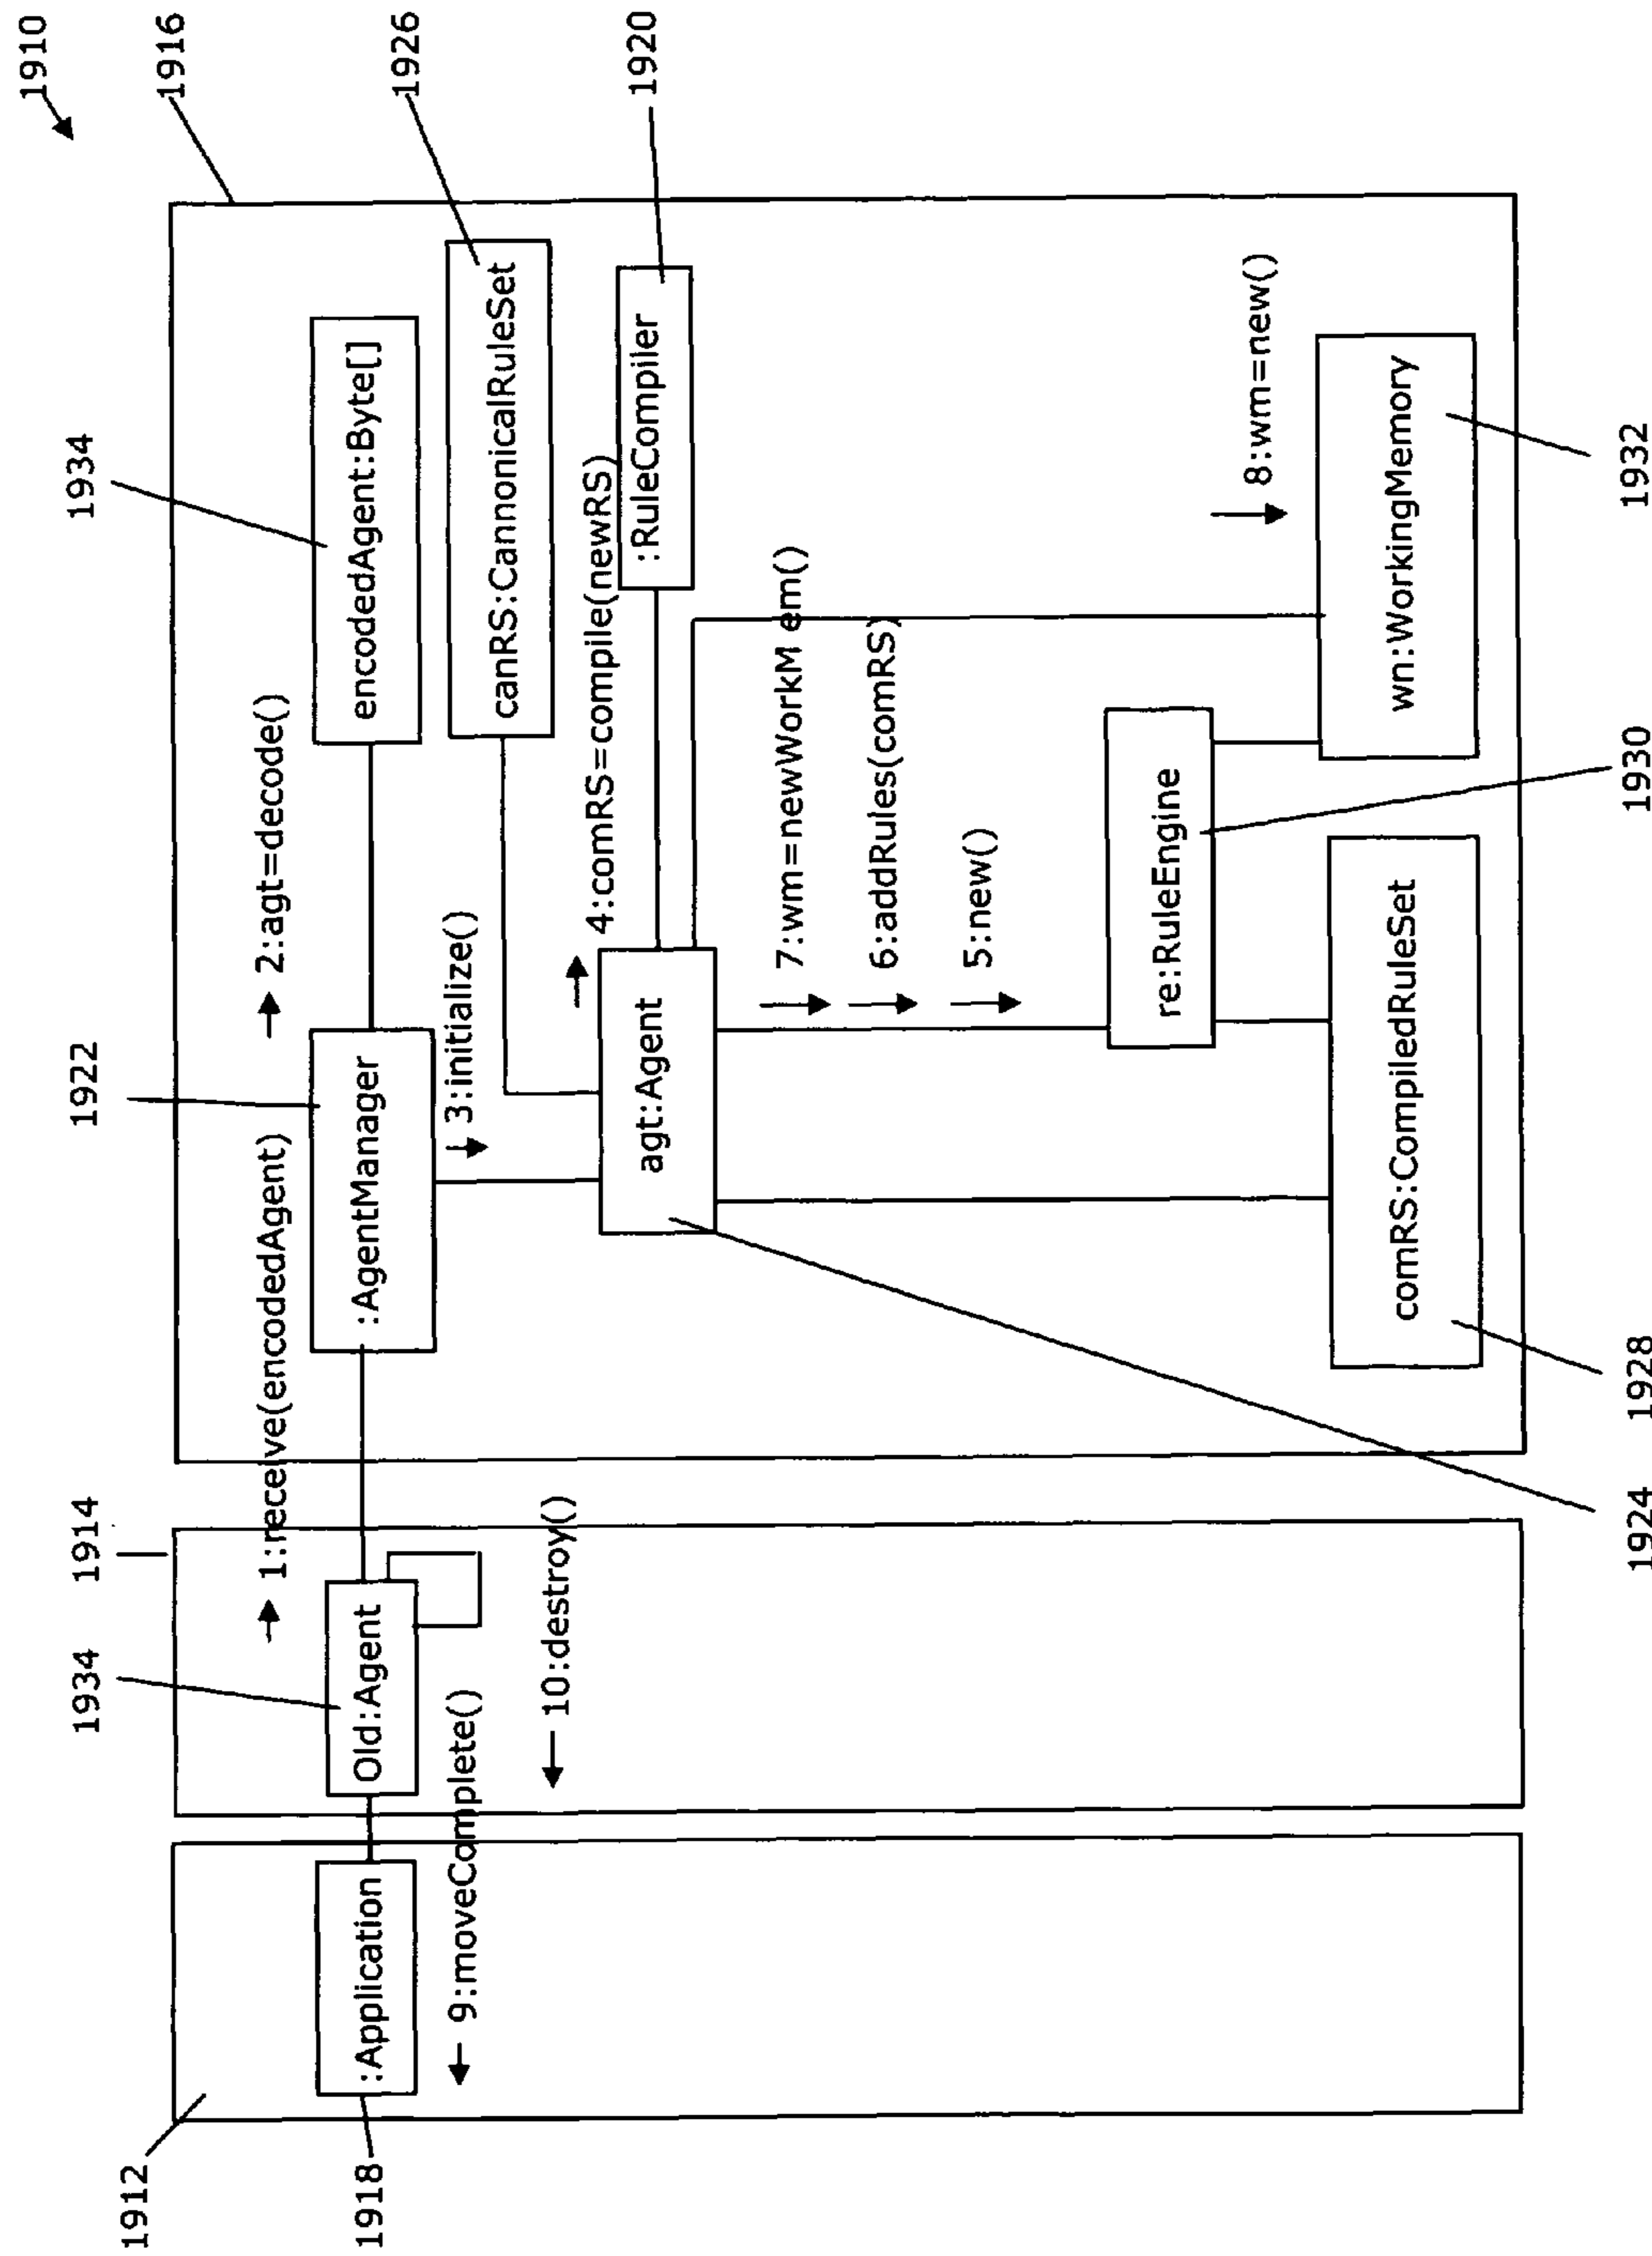 1910
1916
1926
1920
1934
encodedAgent:Byte[]
canRS:CannonicalRuleSet
:RuleCompiler
2:agt=decode()
4:comRS=compile(newRS)
8:wm=new()
wn:WorkingMemory
1932
1922
:AgentManager
3:initialize()
agt:Agent
7:wm=newWorkM em()
6:addRules(comRS)
5:new()
re:RuleEngine
1930
comRS:CompiledRuleSet
1928
1924
1:receive(encodedAgent)
1914
1934
Old:Agent
10:destroy()
9:moveComplete()
:Application
1912
1918